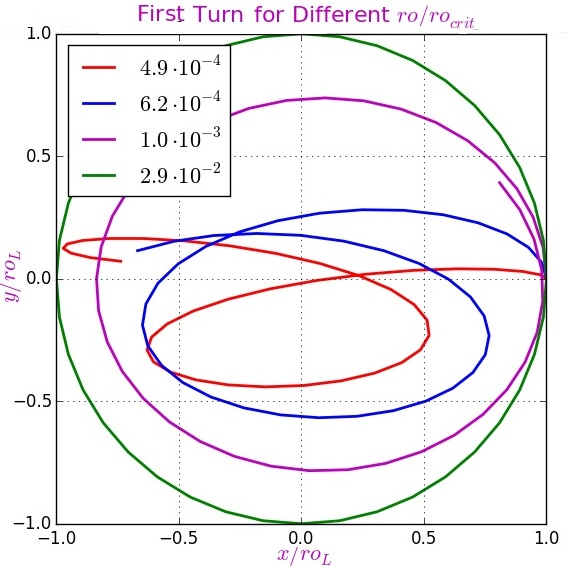 First Turn for Different ro/ro_crit
1.0
4.9·10⁻⁴
6.2·10⁻⁴
1.0·10⁻³
2.9·10⁻²
0.5
0.0
y/ro_L
−0.5
−1.0
−1.0 −0.5 0.0 0.5 1.0
x/ro_L